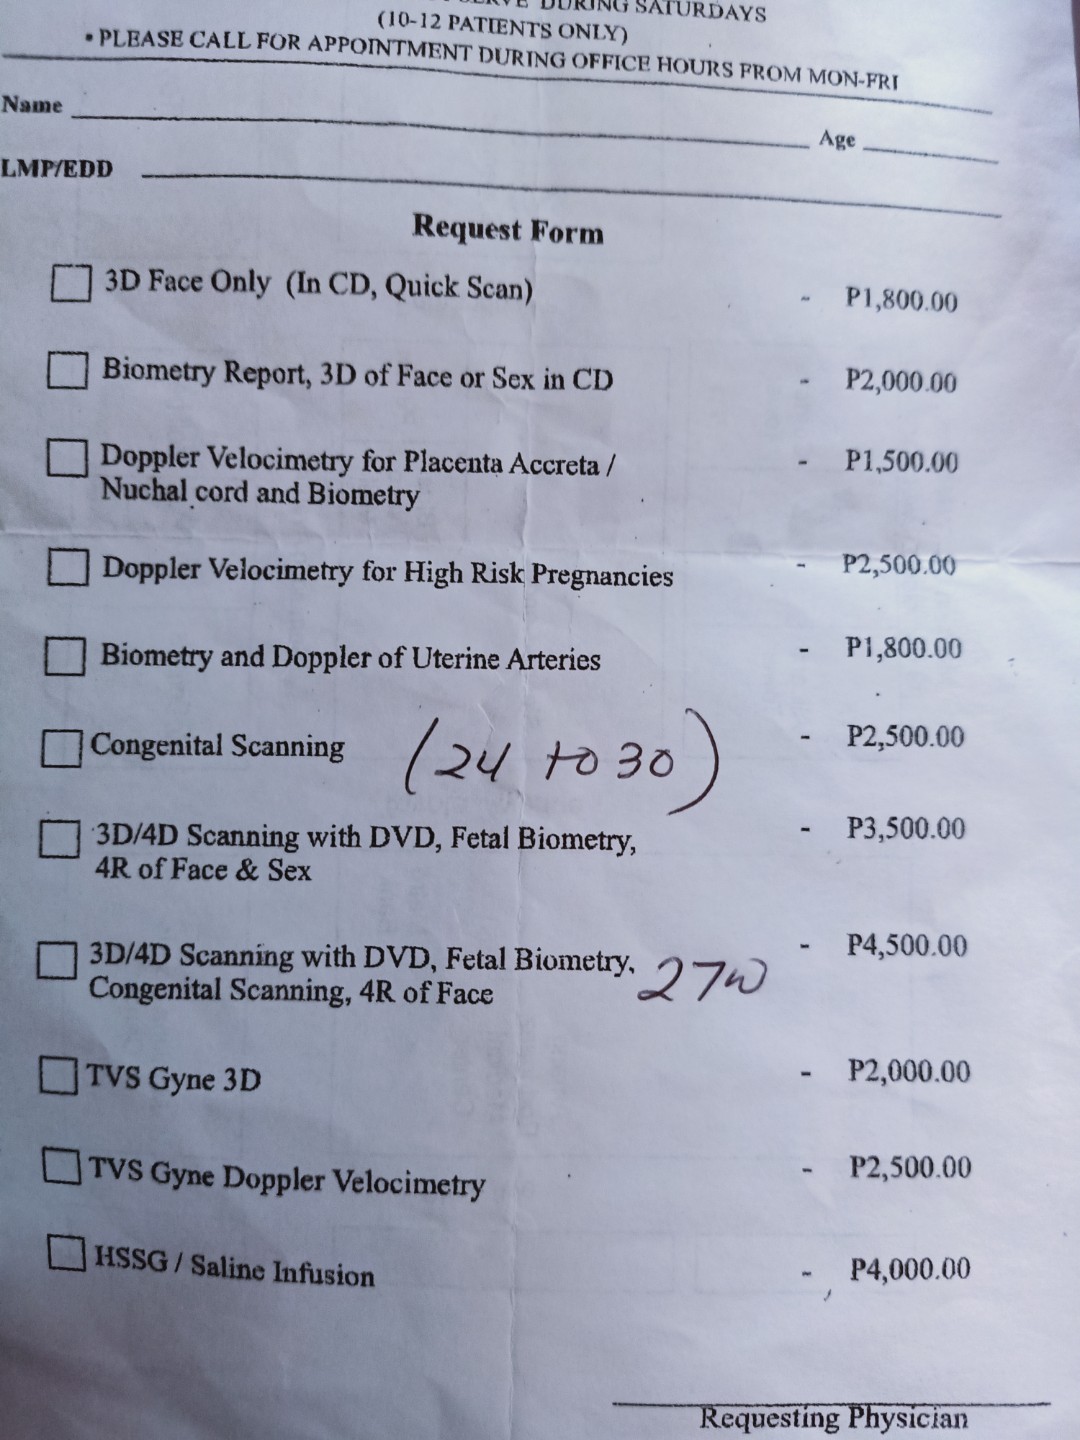 DURING SATURDAYS
(10-12 PATIENTS ONLY)
• PLEASE CALL FOR APPOINTMENT DURING OFFICE HOURS FROM MON-FRI
Name Age
LMP/EDD
Request Form
3D Face Only (In CD, Quick Scan) - P1,800.00
Biometry Report, 3D of Face or Sex in CD - P2,000.00
Doppler Velocimetry for Placenta Accreta / - P1,500.00
Nuchal cord and Biometry
Doppler Velocimetry for High Risk Pregnancies - P2,500.00
Biometry and Doppler of Uterine Arteries - P1,800.00
Congenital Scanning (24 to 30) - P2,500.00
3D/4D Scanning with DVD, Fetal Biometry, - P3,500.00
4R of Face & Sex
3D/4D Scanning with DVD, Fetal Biometry, 27w - P4,500.00
Congenital Scanning, 4R of Face
TVS Gyne 3D - P2,000.00
TVS Gyne Doppler Velocimetry - P2,500.00
HSSG / Saline Infusion - P4,000.00
Requesting Physician